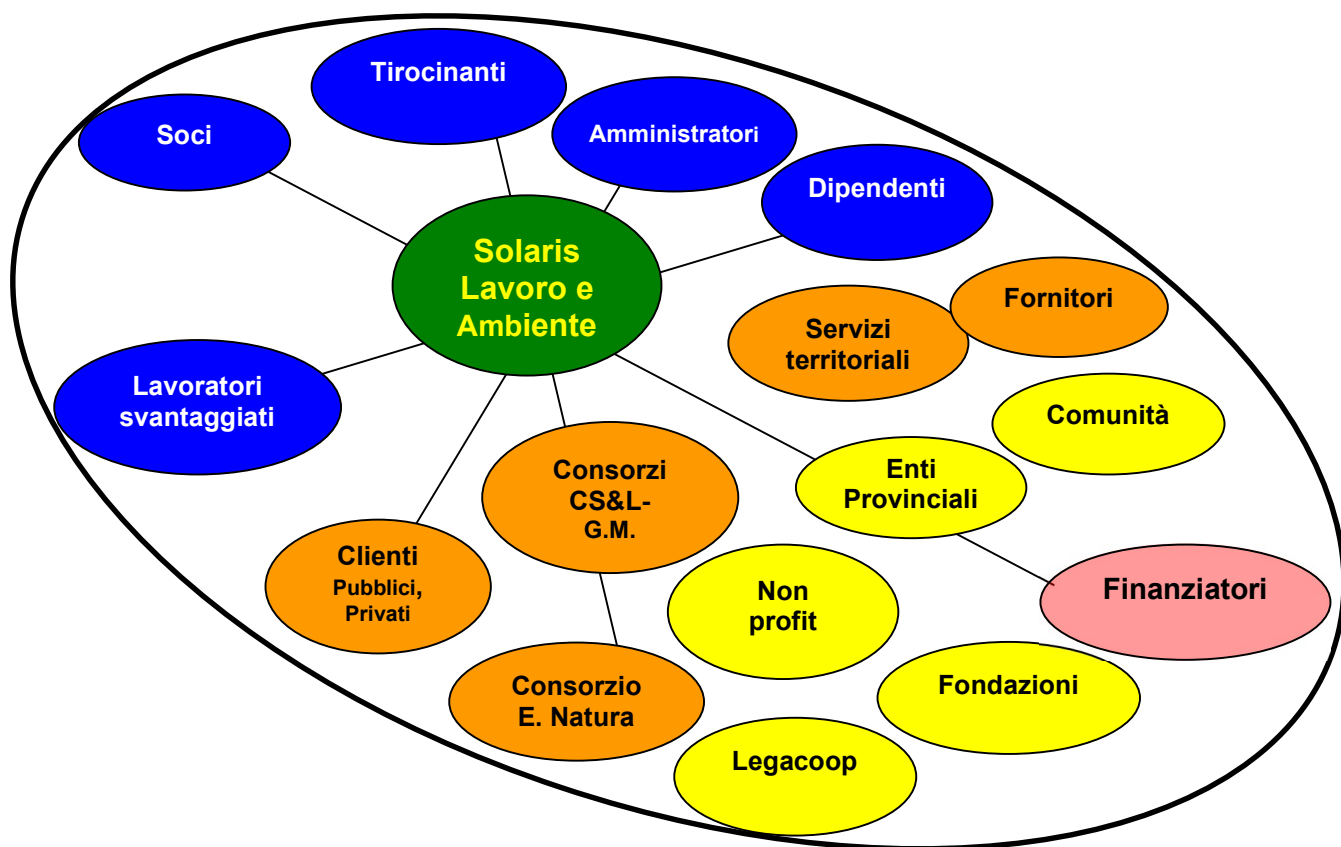 Tirocinanti
Soci
Amministratori
Dipendenti
Solaris
Lavoro e
Ambiente
Fornitori
Servizi
territoriali
Lavoratori
svantaggiati
Comunità
Consorzi
CS&L-
G.M.
Enti
Provinciali
Clienti
Pubblici,
Privati
Non
profit
Finanziatori
Consorzio
E. Natura
Fondazioni
Legacoop